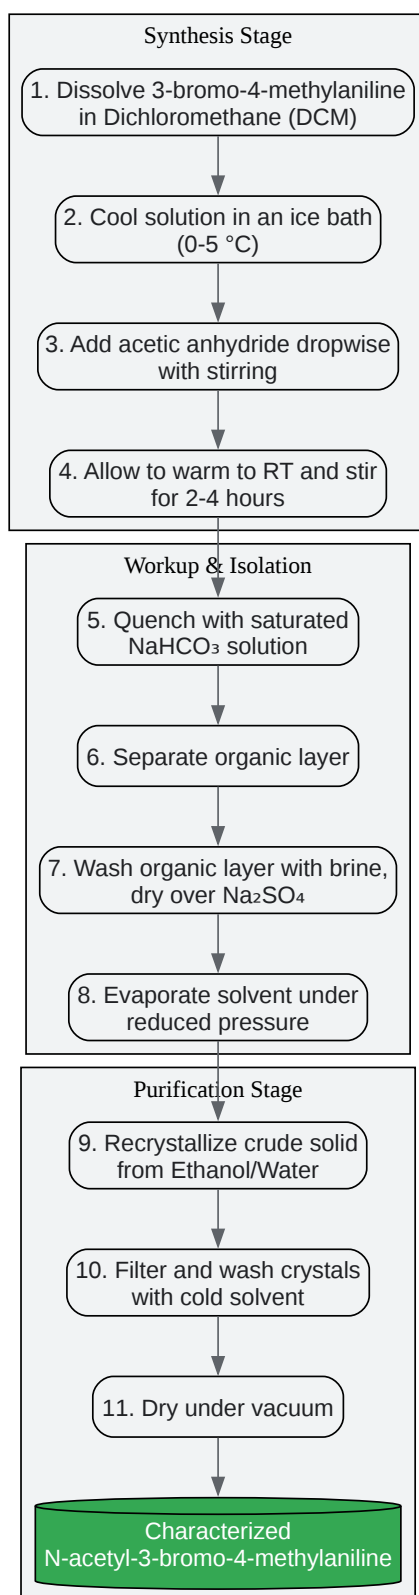 Synthesis Stage
1. Dissolve 3-bromo-4-methylaniline
in Dichloromethane (DCM)
2. Cool solution in an ice bath
(0-5 °C)
3. Add acetic anhydride dropwise
with stirring
4. Allow to warm to RT and stir
for 2-4 hours
Workup & Isolation
5. Quench with saturated
NaHCO₃ solution
6. Separate organic layer
7. Wash organic layer with brine,
dry over Na₂SO₄
8. Evaporate solvent under
reduced pressure
Purification Stage
9. Recrystallize crude solid
from Ethanol/Water
10. Filter and wash crystals
with cold solvent
11. Dry under vacuum
Characterized
N-acetyl-3-bromo-4-methylaniline